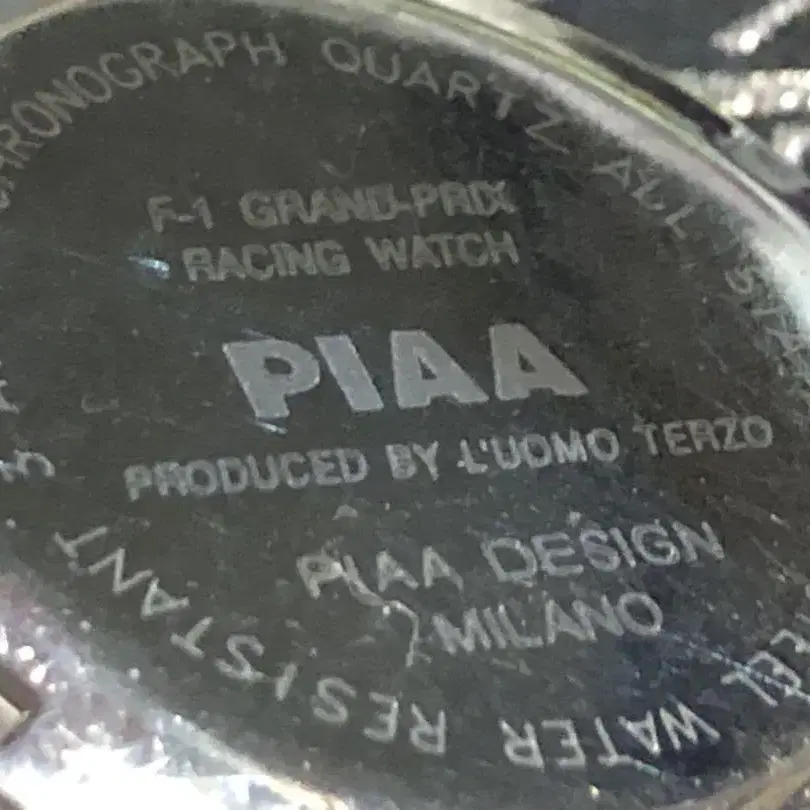 CHRONOGRAPH QUARTZ ALL STA
EEL WATER RESISTANT
F-1 GRAND-PRIX
RACING WATCH
PIAA
PRODUCED BY L'UOMO TERZO
PIAA DESIGN
MILANO